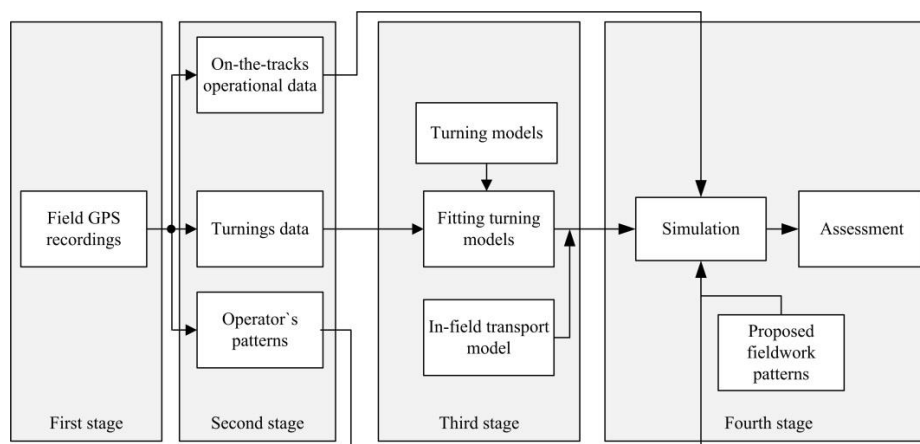 Field GPS
recordings
First stage
On-the-tracks
operational data
Turnings data
Operator`s
patterns
Second stage
Turning models
Fitting turning
models
In-field transport
model
Third stage
Simulation
Assessment
Proposed
fieldwork
patterns
Fourth stage